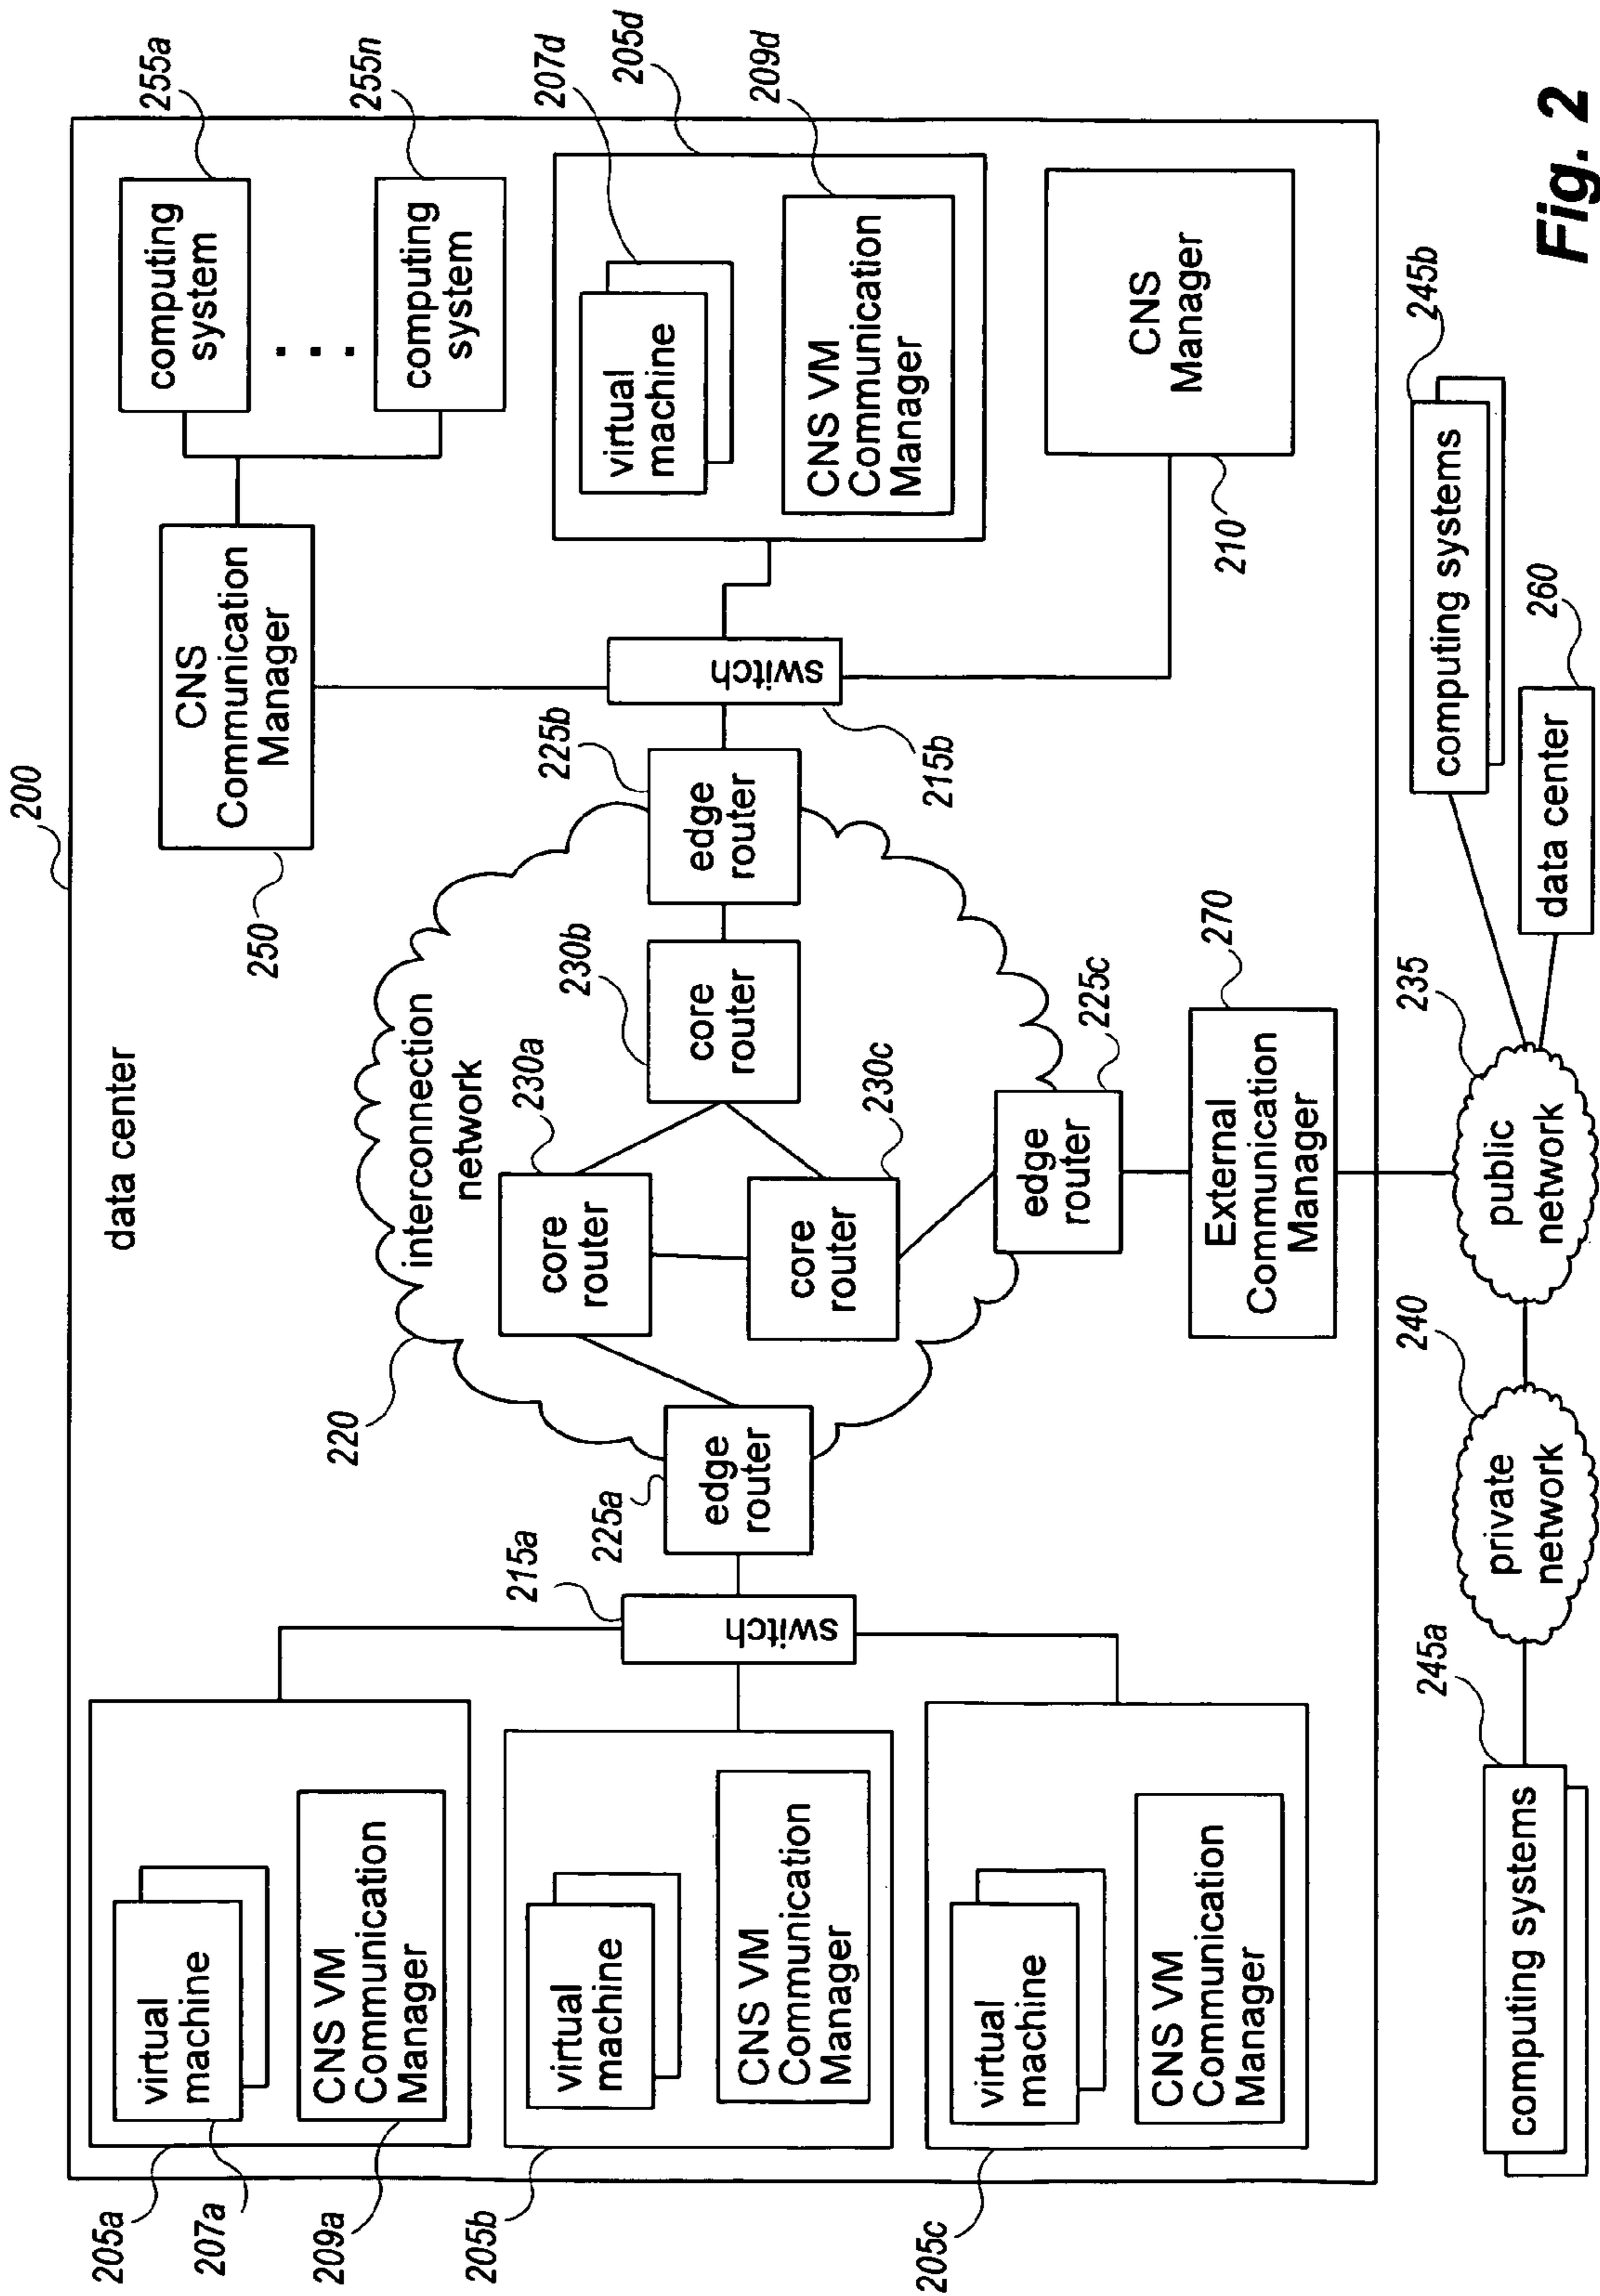 200
data center
205a
207a
209a
virtual
machine
CNS VM
Communication
Manager
205b
virtual
machine
CNS VM
Communication
Manager
205c
virtual
machine
CNS VM
Communication
Manager
215a
switch
225a
edge
router
220
interconnection
network
230a
core
router
230b
core
router
230c
core
router
225b
edge
router
225c
edge
router
215b
switch
250
CNS
Communication
Manager
255a
computing
system
. . .
255n
computing
system
207d
205d
209d
virtual
machine
CNS VM
Communication
Manager
210
CNS
Manager
270
External
Communication
Manager
245a
computing systems
240
private
network
235
public
network
245b
computing systems
260
data center
Fig. 2